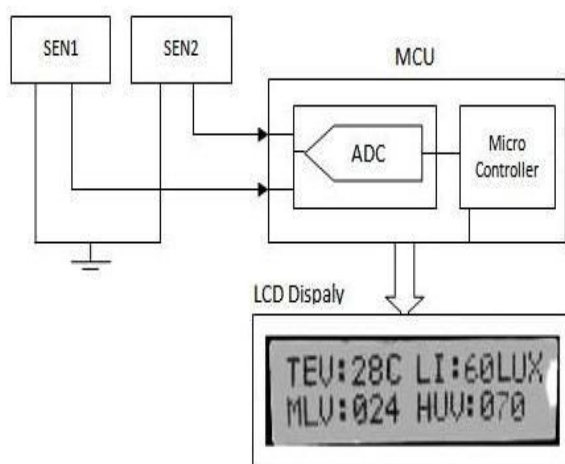 SEN1
SEN2
MCU
ADC
Micro
Controller
LCD Dispaly
TEV:28C LI:60LUX
MLV:024 HUV:070